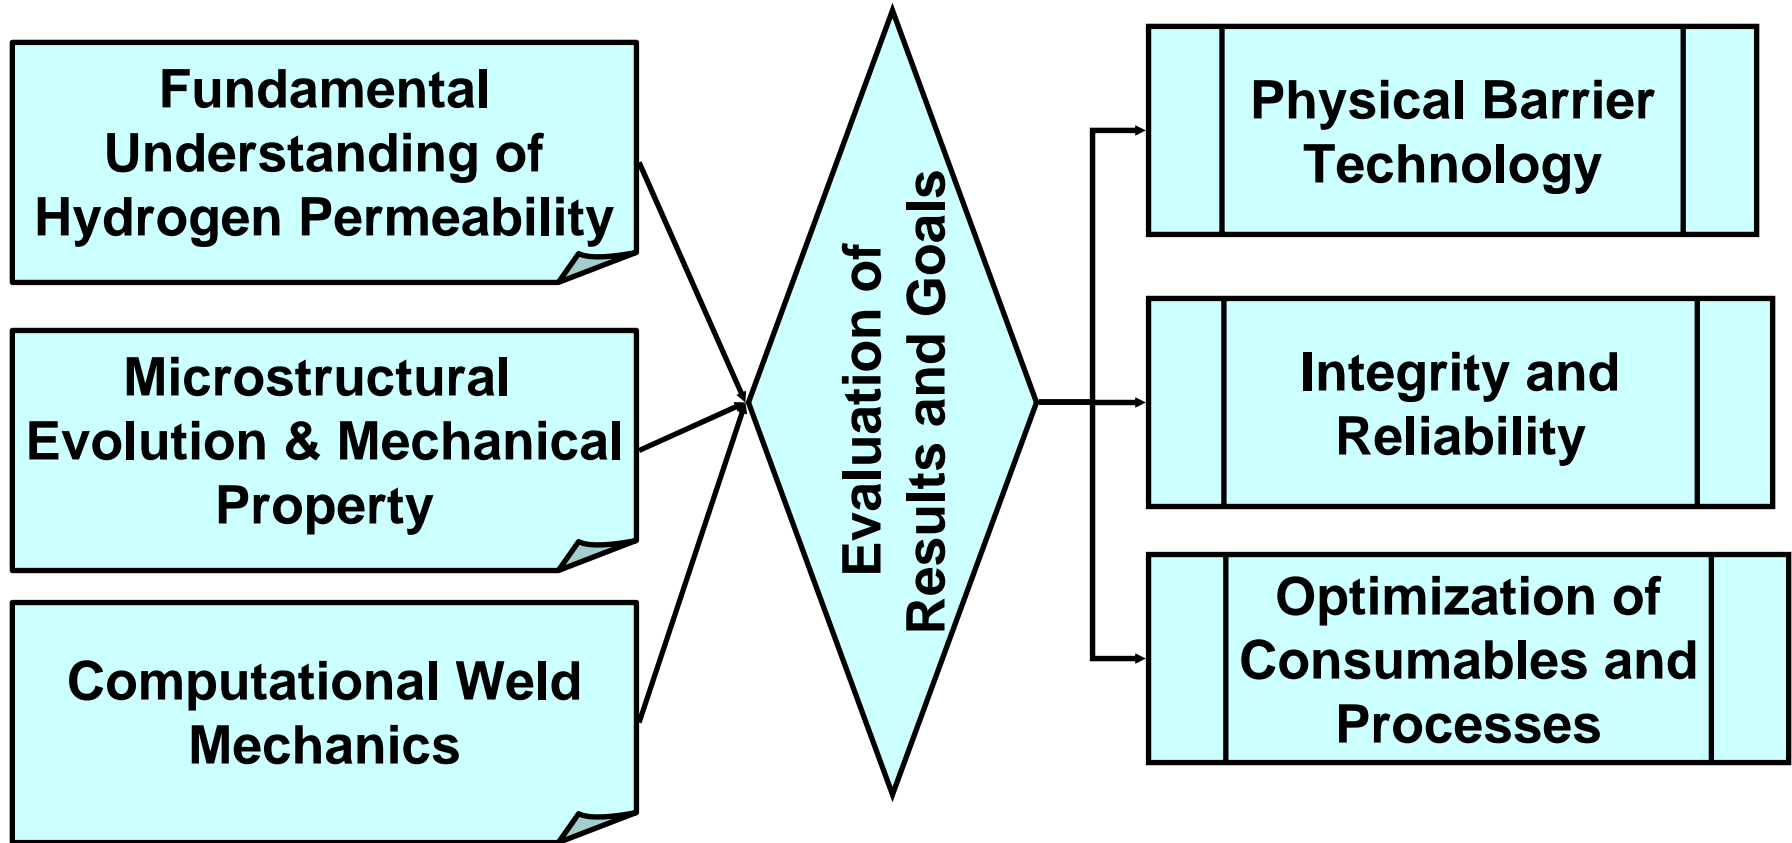 Fundamental
Understanding of
Hydrogen Permeability
Microstructural
Evolution & Mechanical
Property
Computational Weld
Mechanics
Evaluation of
Results and Goals
Physical Barrier
Technology
Integrity and
Reliability
Optimization of
Consumables and
Processes